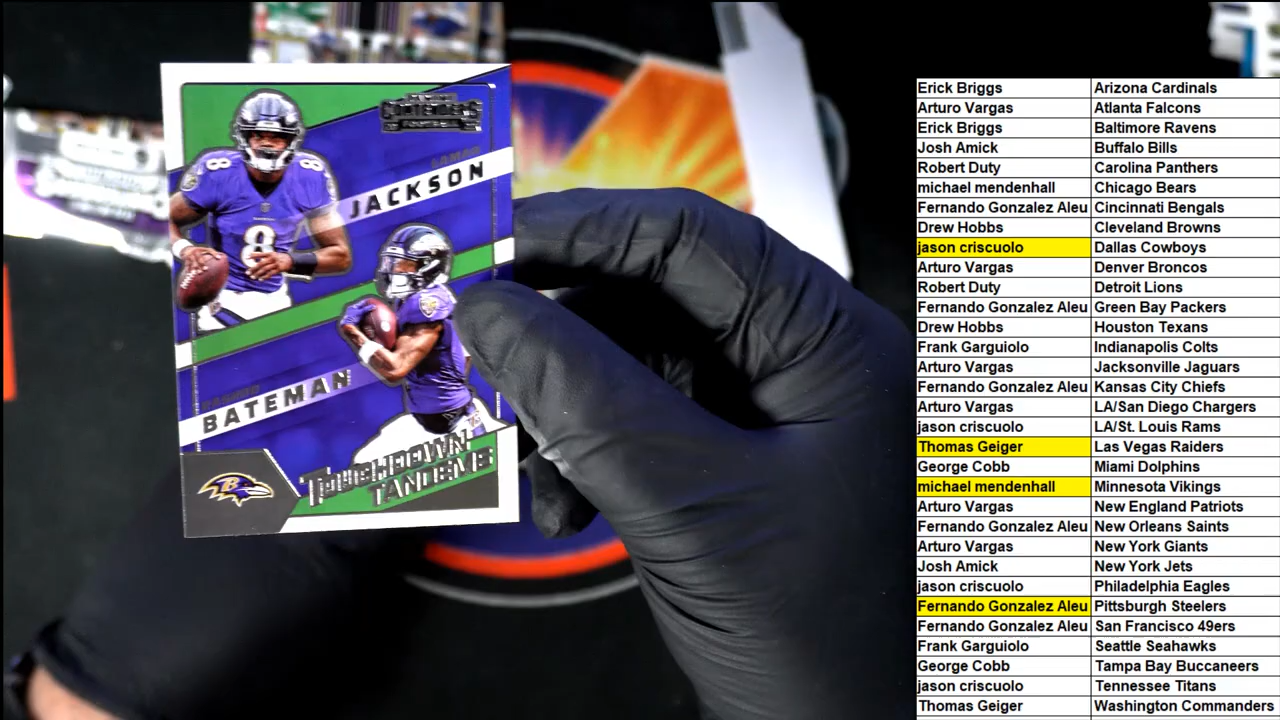 CONTENDERS
FOOTBALL
LAMAR
JACKSON
8
8
8
BATEMAN
TOUCHDOWN
TANDEMS
B
Erick Briggs Arizona Cardinals
Arturo Vargas Atlanta Falcons
Erick Briggs Baltimore Ravens
Josh Amick Buffalo Bills
Robert Duty Carolina Panthers
michael mendenhall Chicago Bears
Fernando Gonzalez Aleu Cincinnati Bengals
Drew Hobbs Cleveland Browns
jason criscuolo Dallas Cowboys
Arturo Vargas Denver Broncos
Robert Duty Detroit Lions
Fernando Gonzalez Aleu Green Bay Packers
Drew Hobbs Houston Texans
Frank Garguiolo Indianapolis Colts
Arturo Vargas Jacksonville Jaguars
Fernando Gonzalez Aleu Kansas City Chiefs
Arturo Vargas LA/San Diego Chargers
jason criscuolo LA/St. Louis Rams
Thomas Geiger Las Vegas Raiders
George Cobb Miami Dolphins
michael mendenhall Minnesota Vikings
Arturo Vargas New England Patriots
Fernando Gonzalez Aleu New Orleans Saints
Arturo Vargas New York Giants
Josh Amick New York Jets
jason criscuolo Philadelphia Eagles
Fernando Gonzalez Aleu Pittsburgh Steelers
Fernando Gonzalez Aleu San Francisco 49ers
Frank Garguiolo Seattle Seahawks
George Cobb Tampa Bay Buccaneers
jason criscuolo Tennessee Titans
Thomas Geiger Washington Commanders